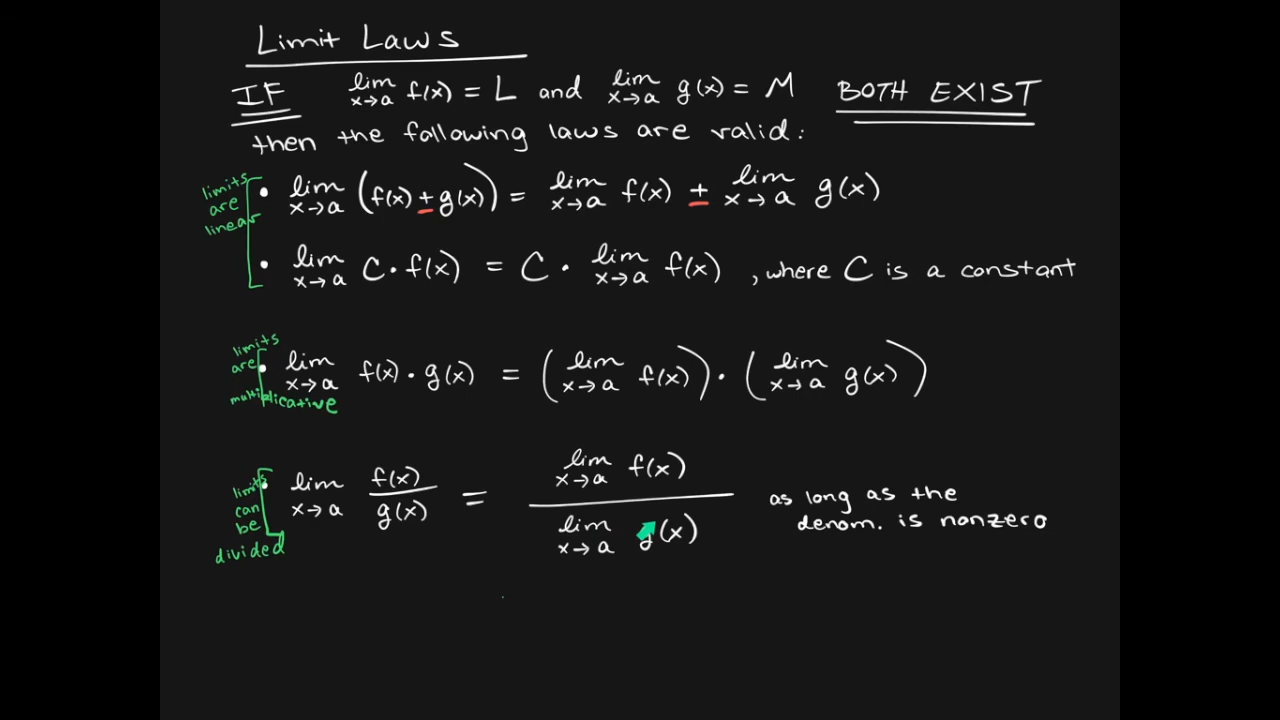 Limit Laws
IF lim x→a f(x) = L and lim x→a g(x) = M BOTH EXIST
then the following laws are valid:
limits are linear
• lim x→a (f(x) + g(x)) = lim x→a f(x) ± lim x→a g(x)
• lim x→a C · f(x) = C · lim x→a f(x) , where C is a constant
limits are multiplicative
• lim x→a f(x) · g(x) = (lim x→a f(x)) · (lim x→a g(x))
limits can be divided
• lim x→a f(x)/g(x) = lim x→a f(x) / lim x→a g(x) as long as the
denom. is nonzero